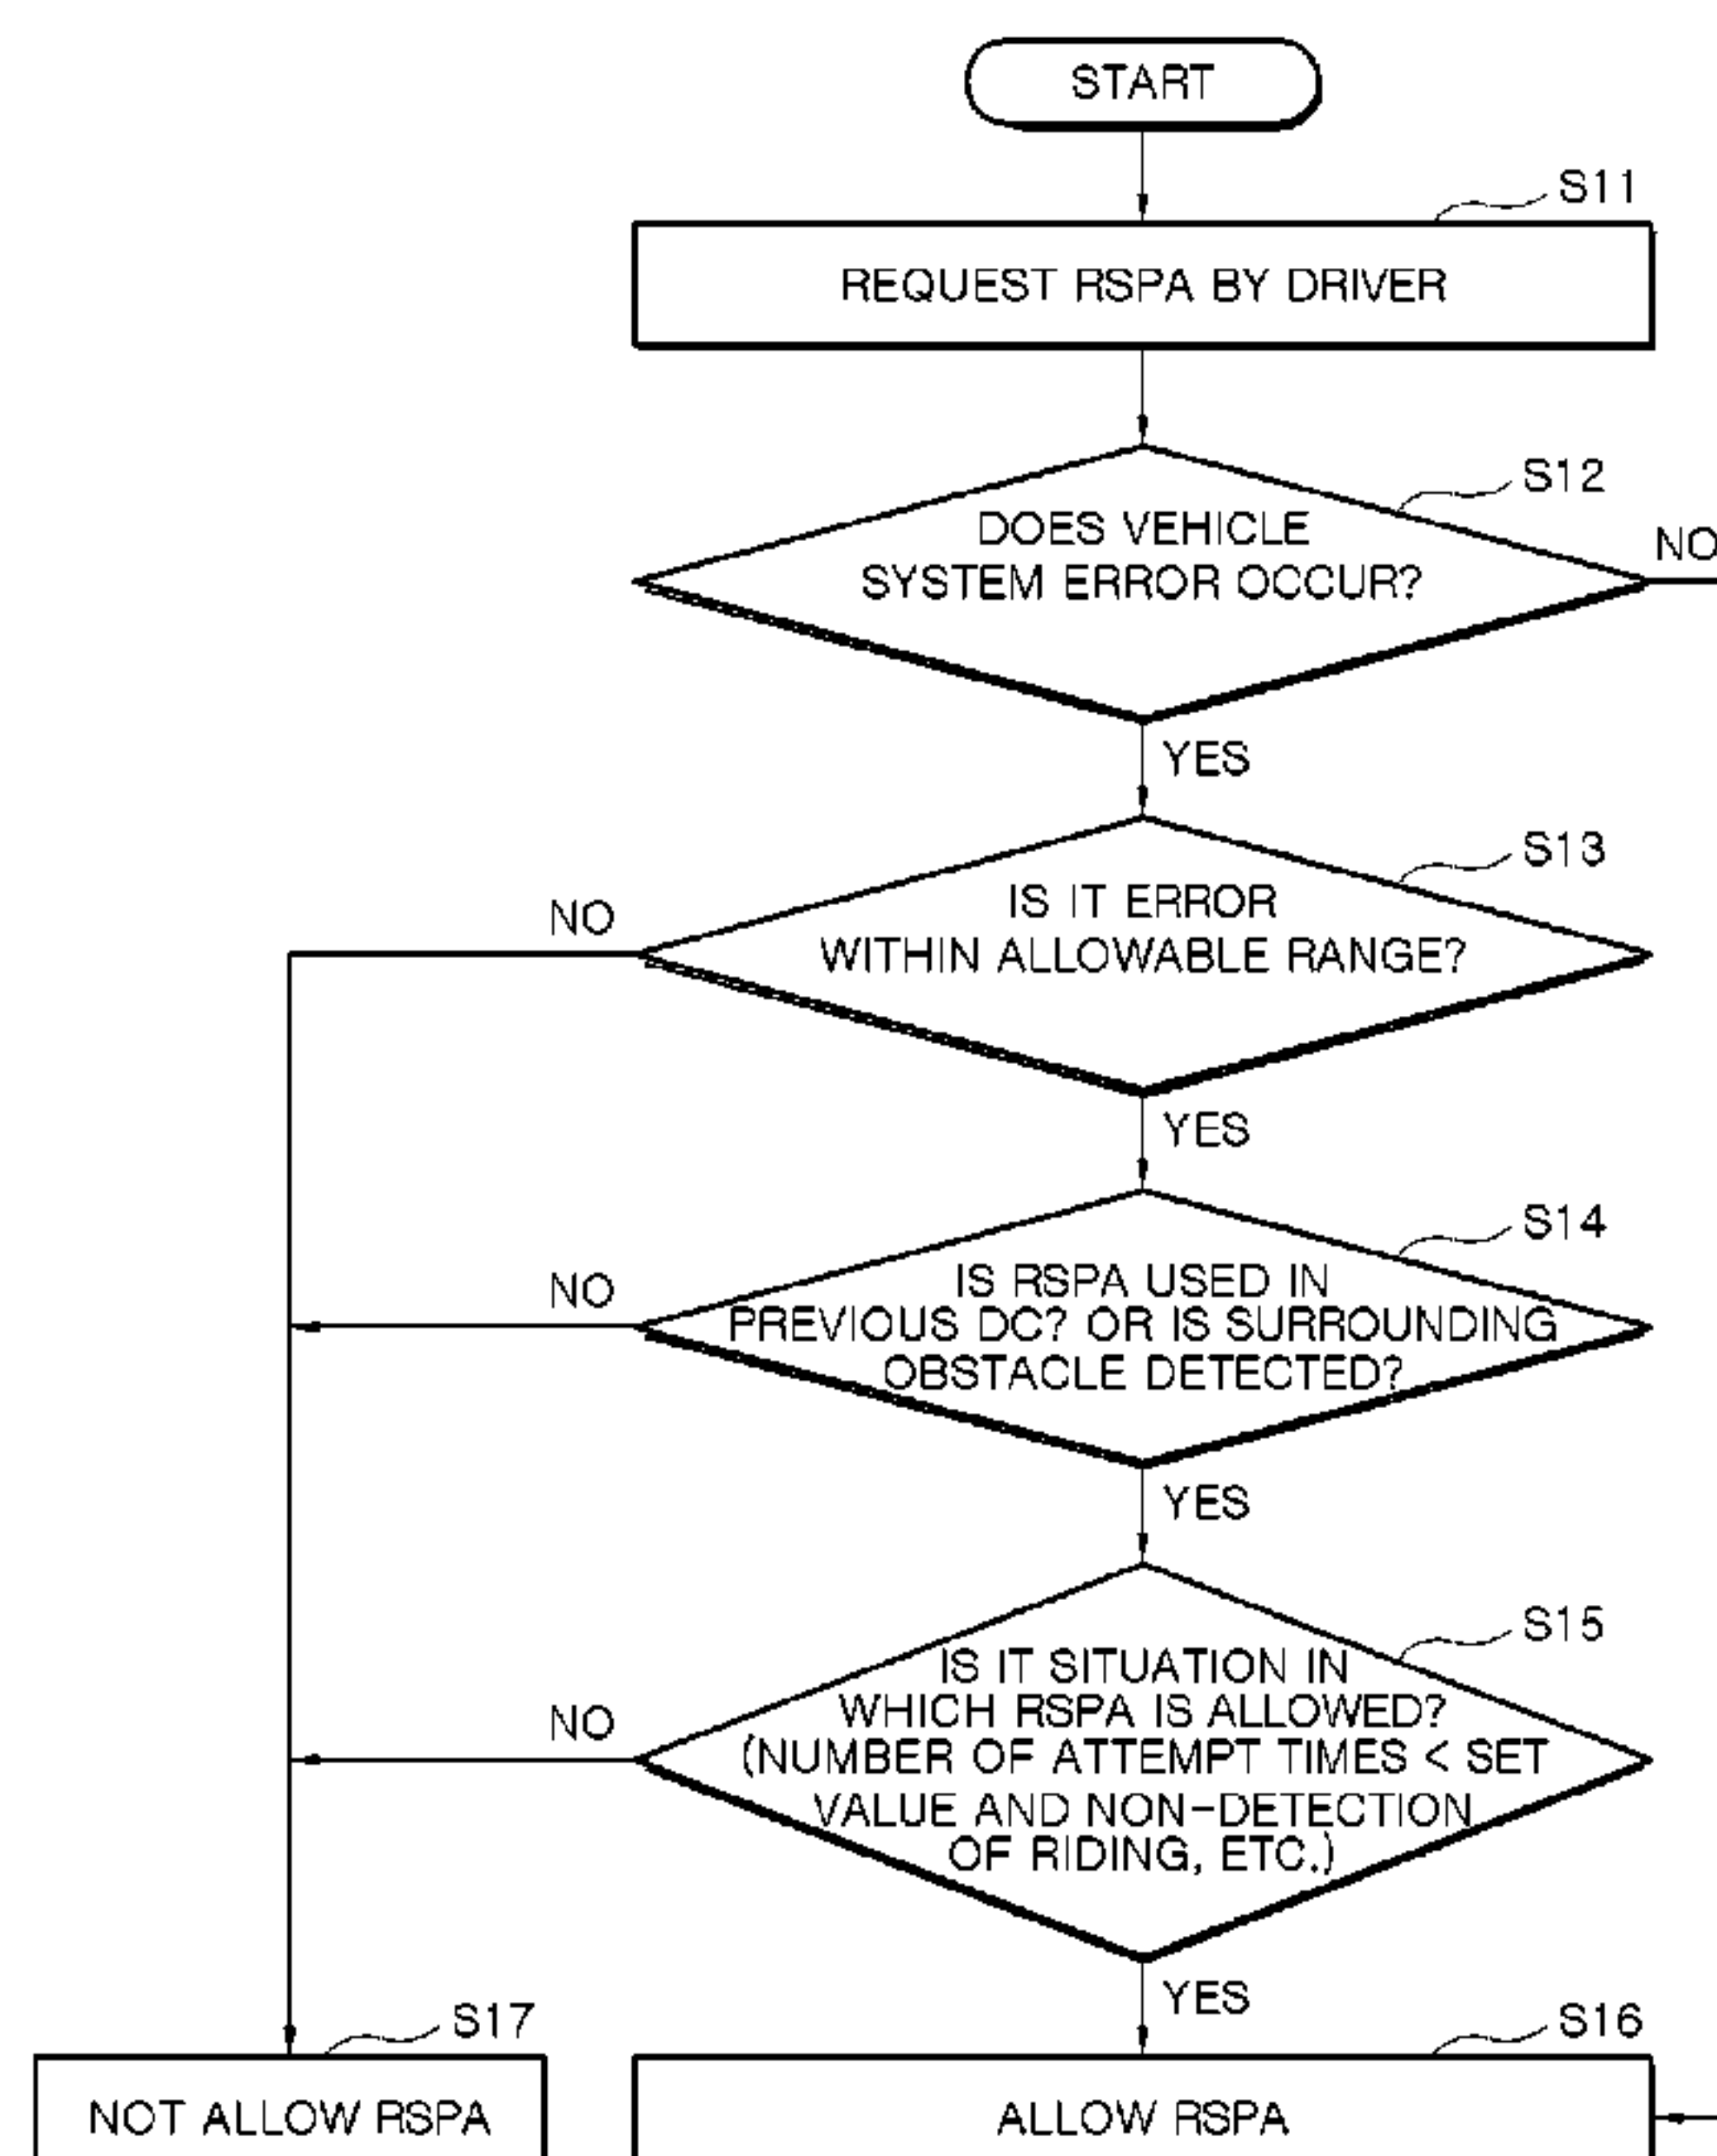 START
S11
REQUEST RSPA BY DRIVER
S12
DOES VEHICLE
SYSTEM ERROR OCCUR?
NO
YES
S13
IS IT ERROR
WITHIN ALLOWABLE RANGE?
NO
YES
S14
IS RSPA USED IN
PREVIOUS DC? OR IS SURROUNDING
OBSTACLE DETECTED?
NO
YES
S15
IS IT SITUATION IN
WHICH RSPA IS ALLOWED?
(NUMBER OF ATTEMPT TIMES < SET
VALUE AND NON-DETECTION
OF RIDING, ETC.)
NO
YES
S17
NOT ALLOW RSPA
S16
ALLOW RSPA